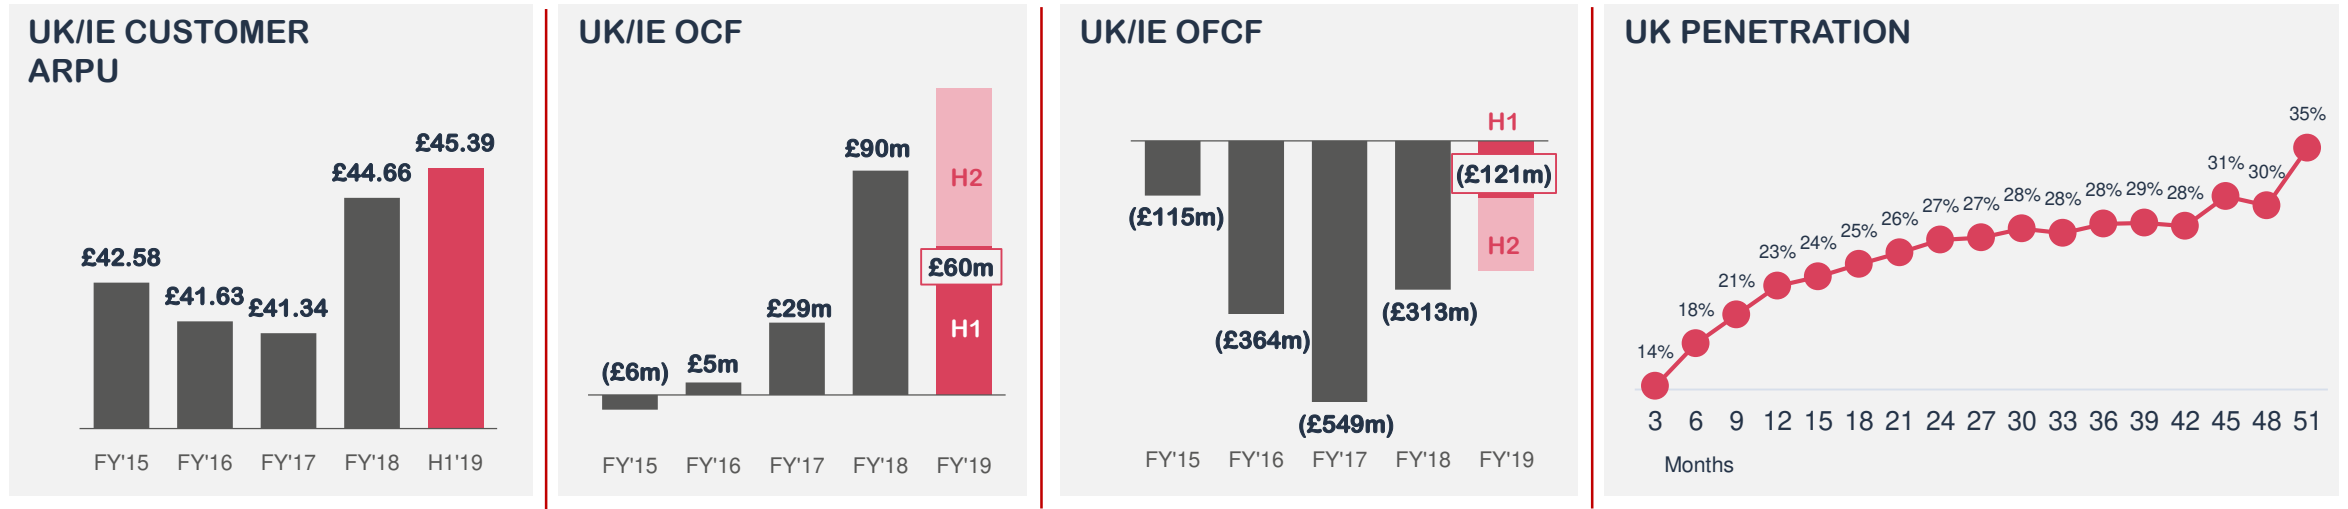 UK/IE CUSTOMER
ARPU
£42.58
£41.63
£41.34
£44.66
£45.39
FY'15 FY'16 FY'17 FY'18 H1'19
UK/IE OCF
(£6m)
£5m
£29m
£90m
H2
£60m
H1
FY'15 FY'16 FY'17 FY'18 FY'19
UK/IE OFCF
H1
(£115m)
(£364m)
(£549m)
(£313m)
(£121m)
H2
FY'15 FY'16 FY'17 FY'18 FY'19
UK PENETRATION
14% 18% 21% 23% 24% 25% 26% 27% 27% 28% 28% 28% 29% 28% 31% 30% 35%
3 6 9 12 15 18 21 24 27 30 33 36 39 42 45 48 51
Months